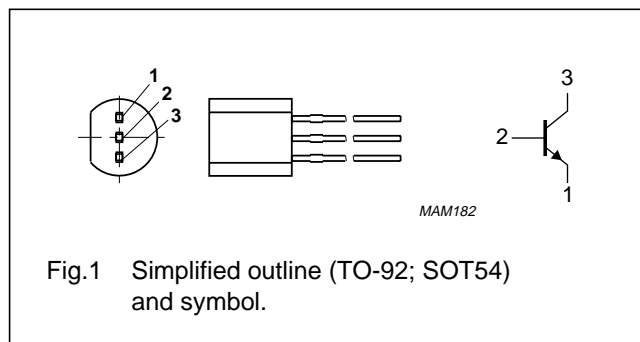 1
2
3
3
2
1
MAM182
Fig.1 Simplified outline (TO-92; SOT54)
and symbol.